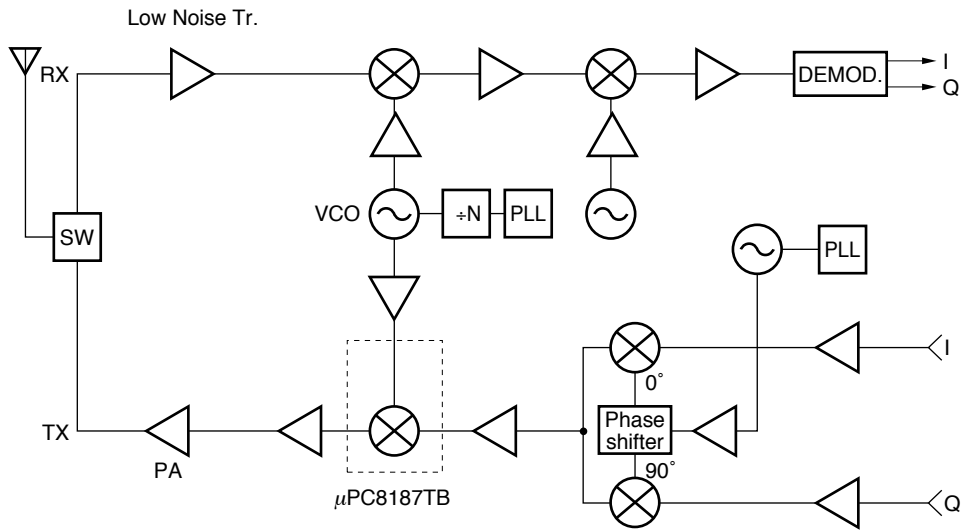 Low Noise Tr.
RX
DEMOD.
I
Q
VCO
÷N
PLL
SW
PLL
I
0˚
Phase
shifter
TX
PA
90˚
µPC8187TB
Q